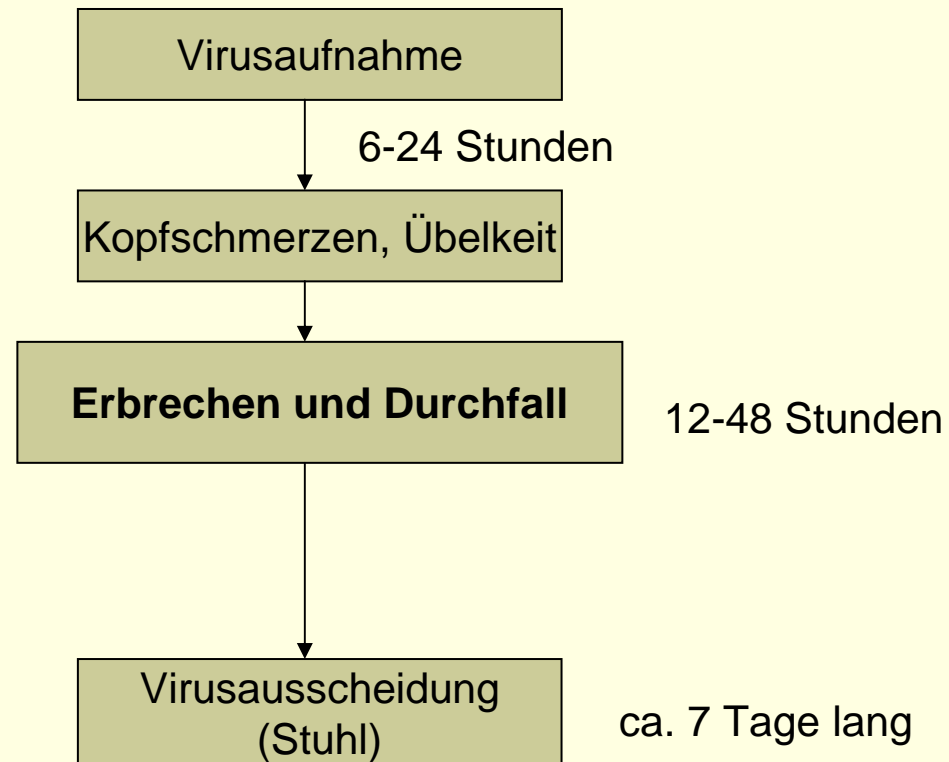 Virusaufnahme
6-24 Stunden
Kopfschmerzen, Übelkeit
Erbrechen und Durchfall
12-48 Stunden
Virusausscheidung
(Stuhl)
ca. 7 Tage lang